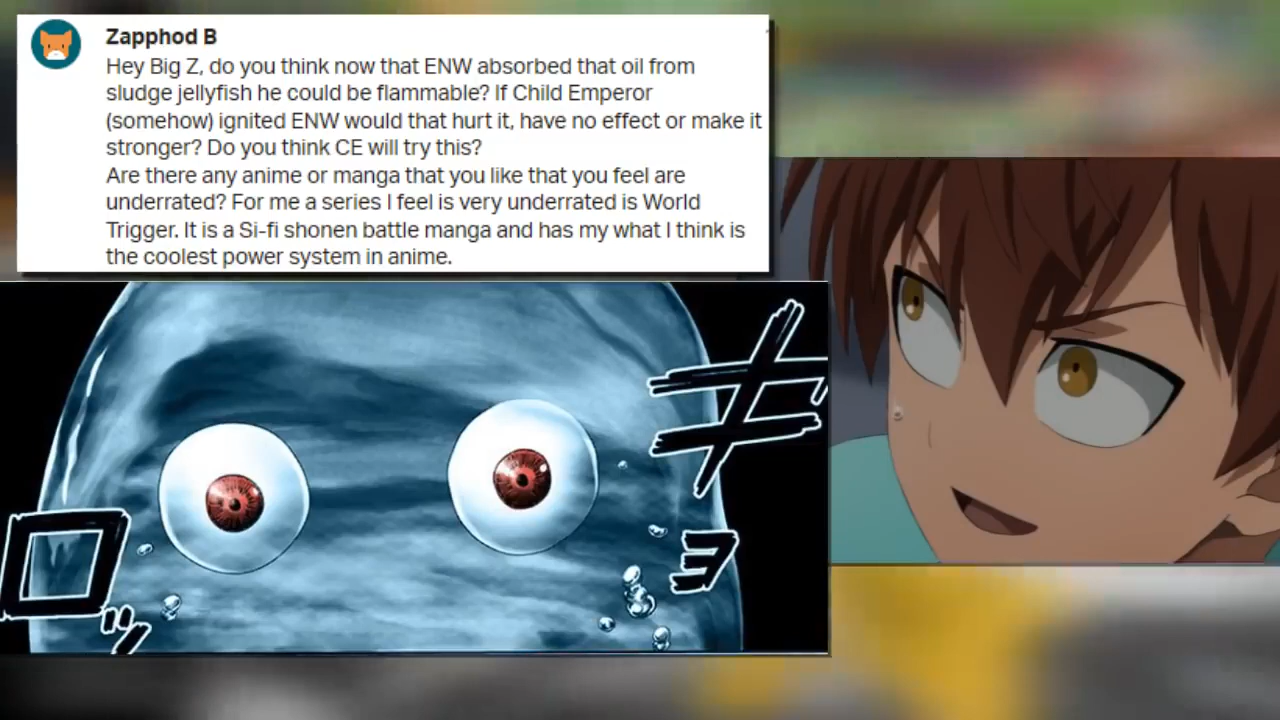 Zapphod B
Hey Big Z, do you think now that ENW absorbed that oil from
sludge jellyfish he could be flammable? If Child Emperor
(somehow) ignited ENW would that hurt it, have no effect or make it
stronger? Do you think CE will try this?
Are there any anime or manga that you like that you feel are
underrated? For me a series I feel is very underrated is World
Trigger. It is a Si-fi shonen battle manga and has my what I think is
the coolest power system in anime.
ギョ
ロッ